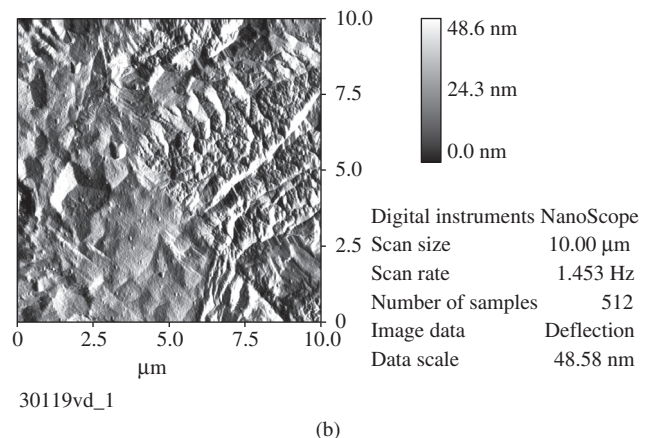 10.0
7.5
5.0
2.5
0
0 2.5 5.0 7.5 10.0
μm
48.6 nm
24.3 nm
0.0 nm
Digital instruments NanoScope
Scan size 10.00 μm
Scan rate 1.453 Hz
Number of samples 512
Image data Deflection
Data scale 48.58 nm
30119vd_1
(b)